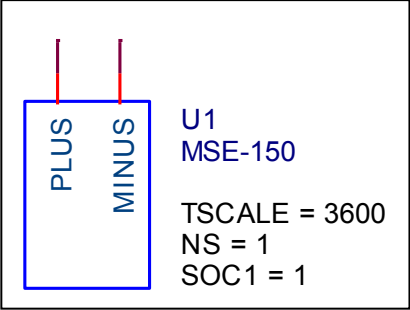 PLUS
MINUS
U1
MSE-150
TSCALE = 3600
NS = 1
SOC1 = 1